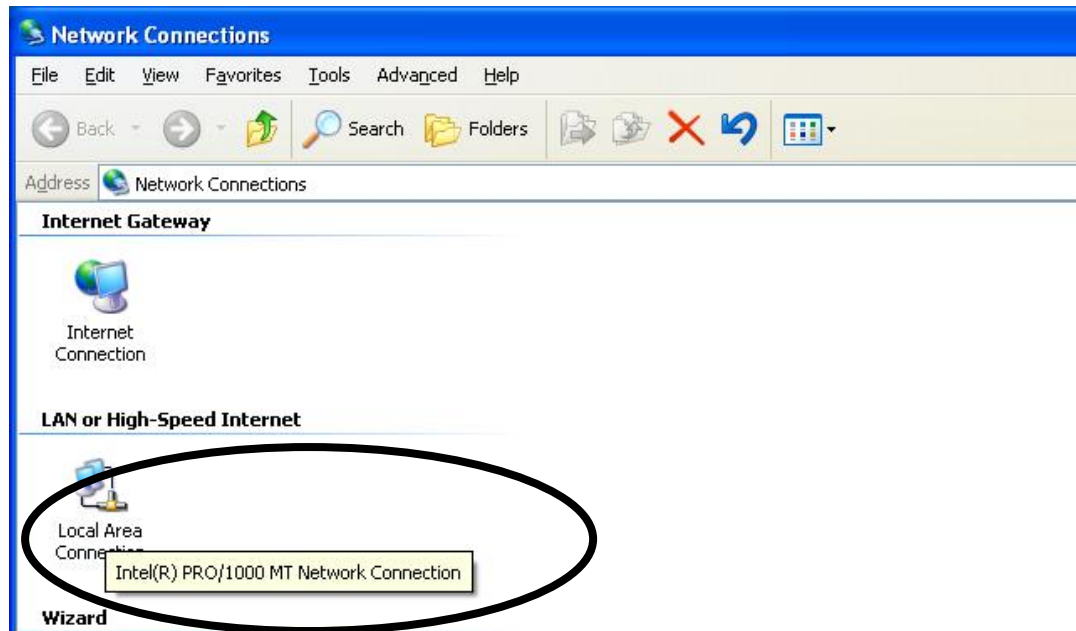 Network Connections
File Edit View Favorites Tools Advanced Help
Back Search Folders
Address Network Connections
Internet Gateway
Internet
Connection
LAN or High-Speed Internet
Local Area
Connection
Intel(R) PRO/1000 MT Network Connection
Wizard